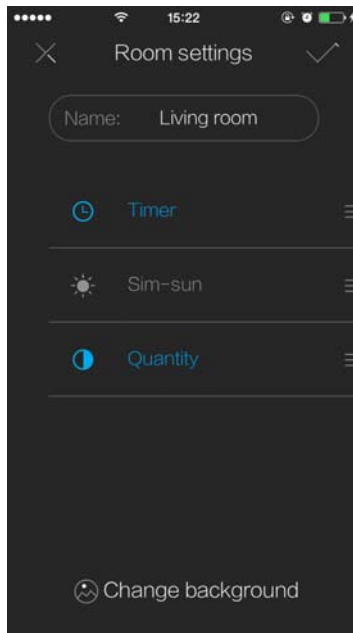 15:22
Room settings
Name: Living room
Timer
Sim-sun
Quantity
Change background